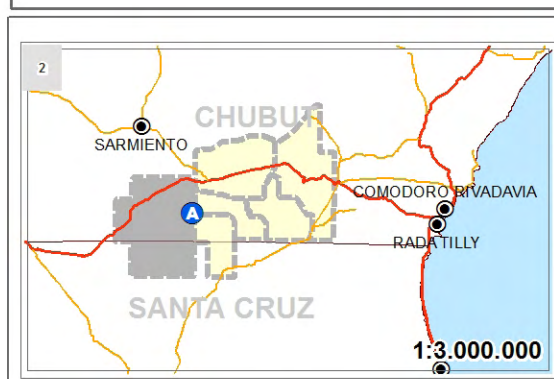 2
CHUBUT
SARMIENTO
COMODORO RIVADAVIA
A
RADA TILLY
SANTA CRUZ
1:3.000.000